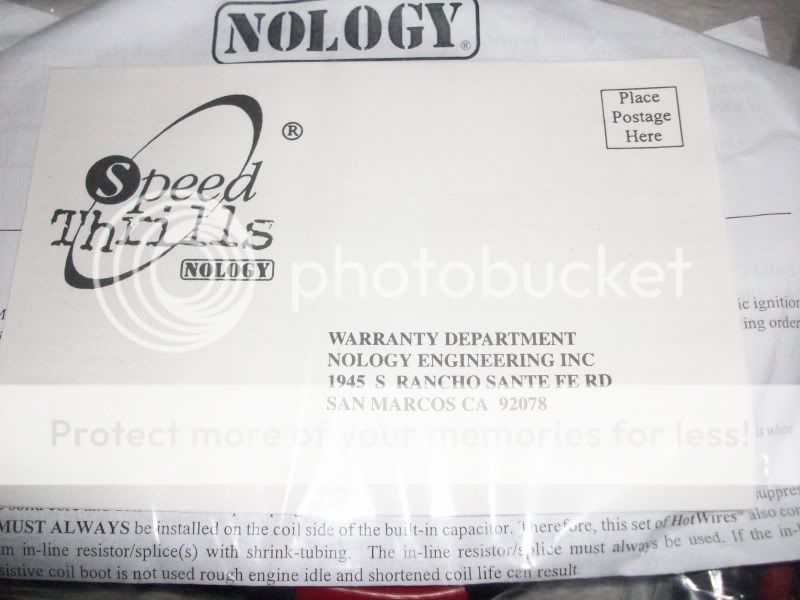 NOLOGY®
Place
Postage
Here
Speed ®
Thrills
NOLOGY
photobucket
ic ignition
ing order
WARRANTY DEPARTMENT
NOLOGY ENGINEERING INC
1945 S RANCHO SANTE FE RD
SAN MARCOS CA 92078
Protect more of your memories for less!
is where
MUST ALWAYS be installed on the coil side of the built-in capacitor. Therefore, this set of HotWires® also con
in-line resistor/splice(s) with shrink-tubing. The in-line resistor/splice must always be used. If the in-
sistive coil boot is not used rough engine idle and shortened coil life can result.